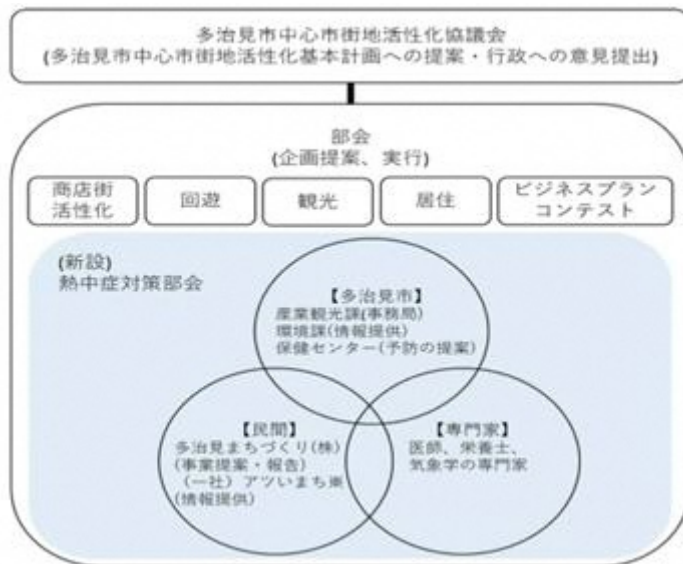 多治見市中心市街地活性化協議会
(多治見市中心市街地活性化基本計画への提案・行政への意見提出)
部会
(企画提案、実行)
商店街
活性化
回遊
観光
居住
ビジネスプラン
コンテスト
(新設)
熱中症対策部会
【多治見市】
産業観光課(事務局)
環境課(情報提供)
保健センター(予防の提案)
【民間】
多治見まちづくり(株)
(事業提案・報告)
(一社)アツいまち東
(情報提供)
【専門家】
医師、栄養士、
気象学の専門家